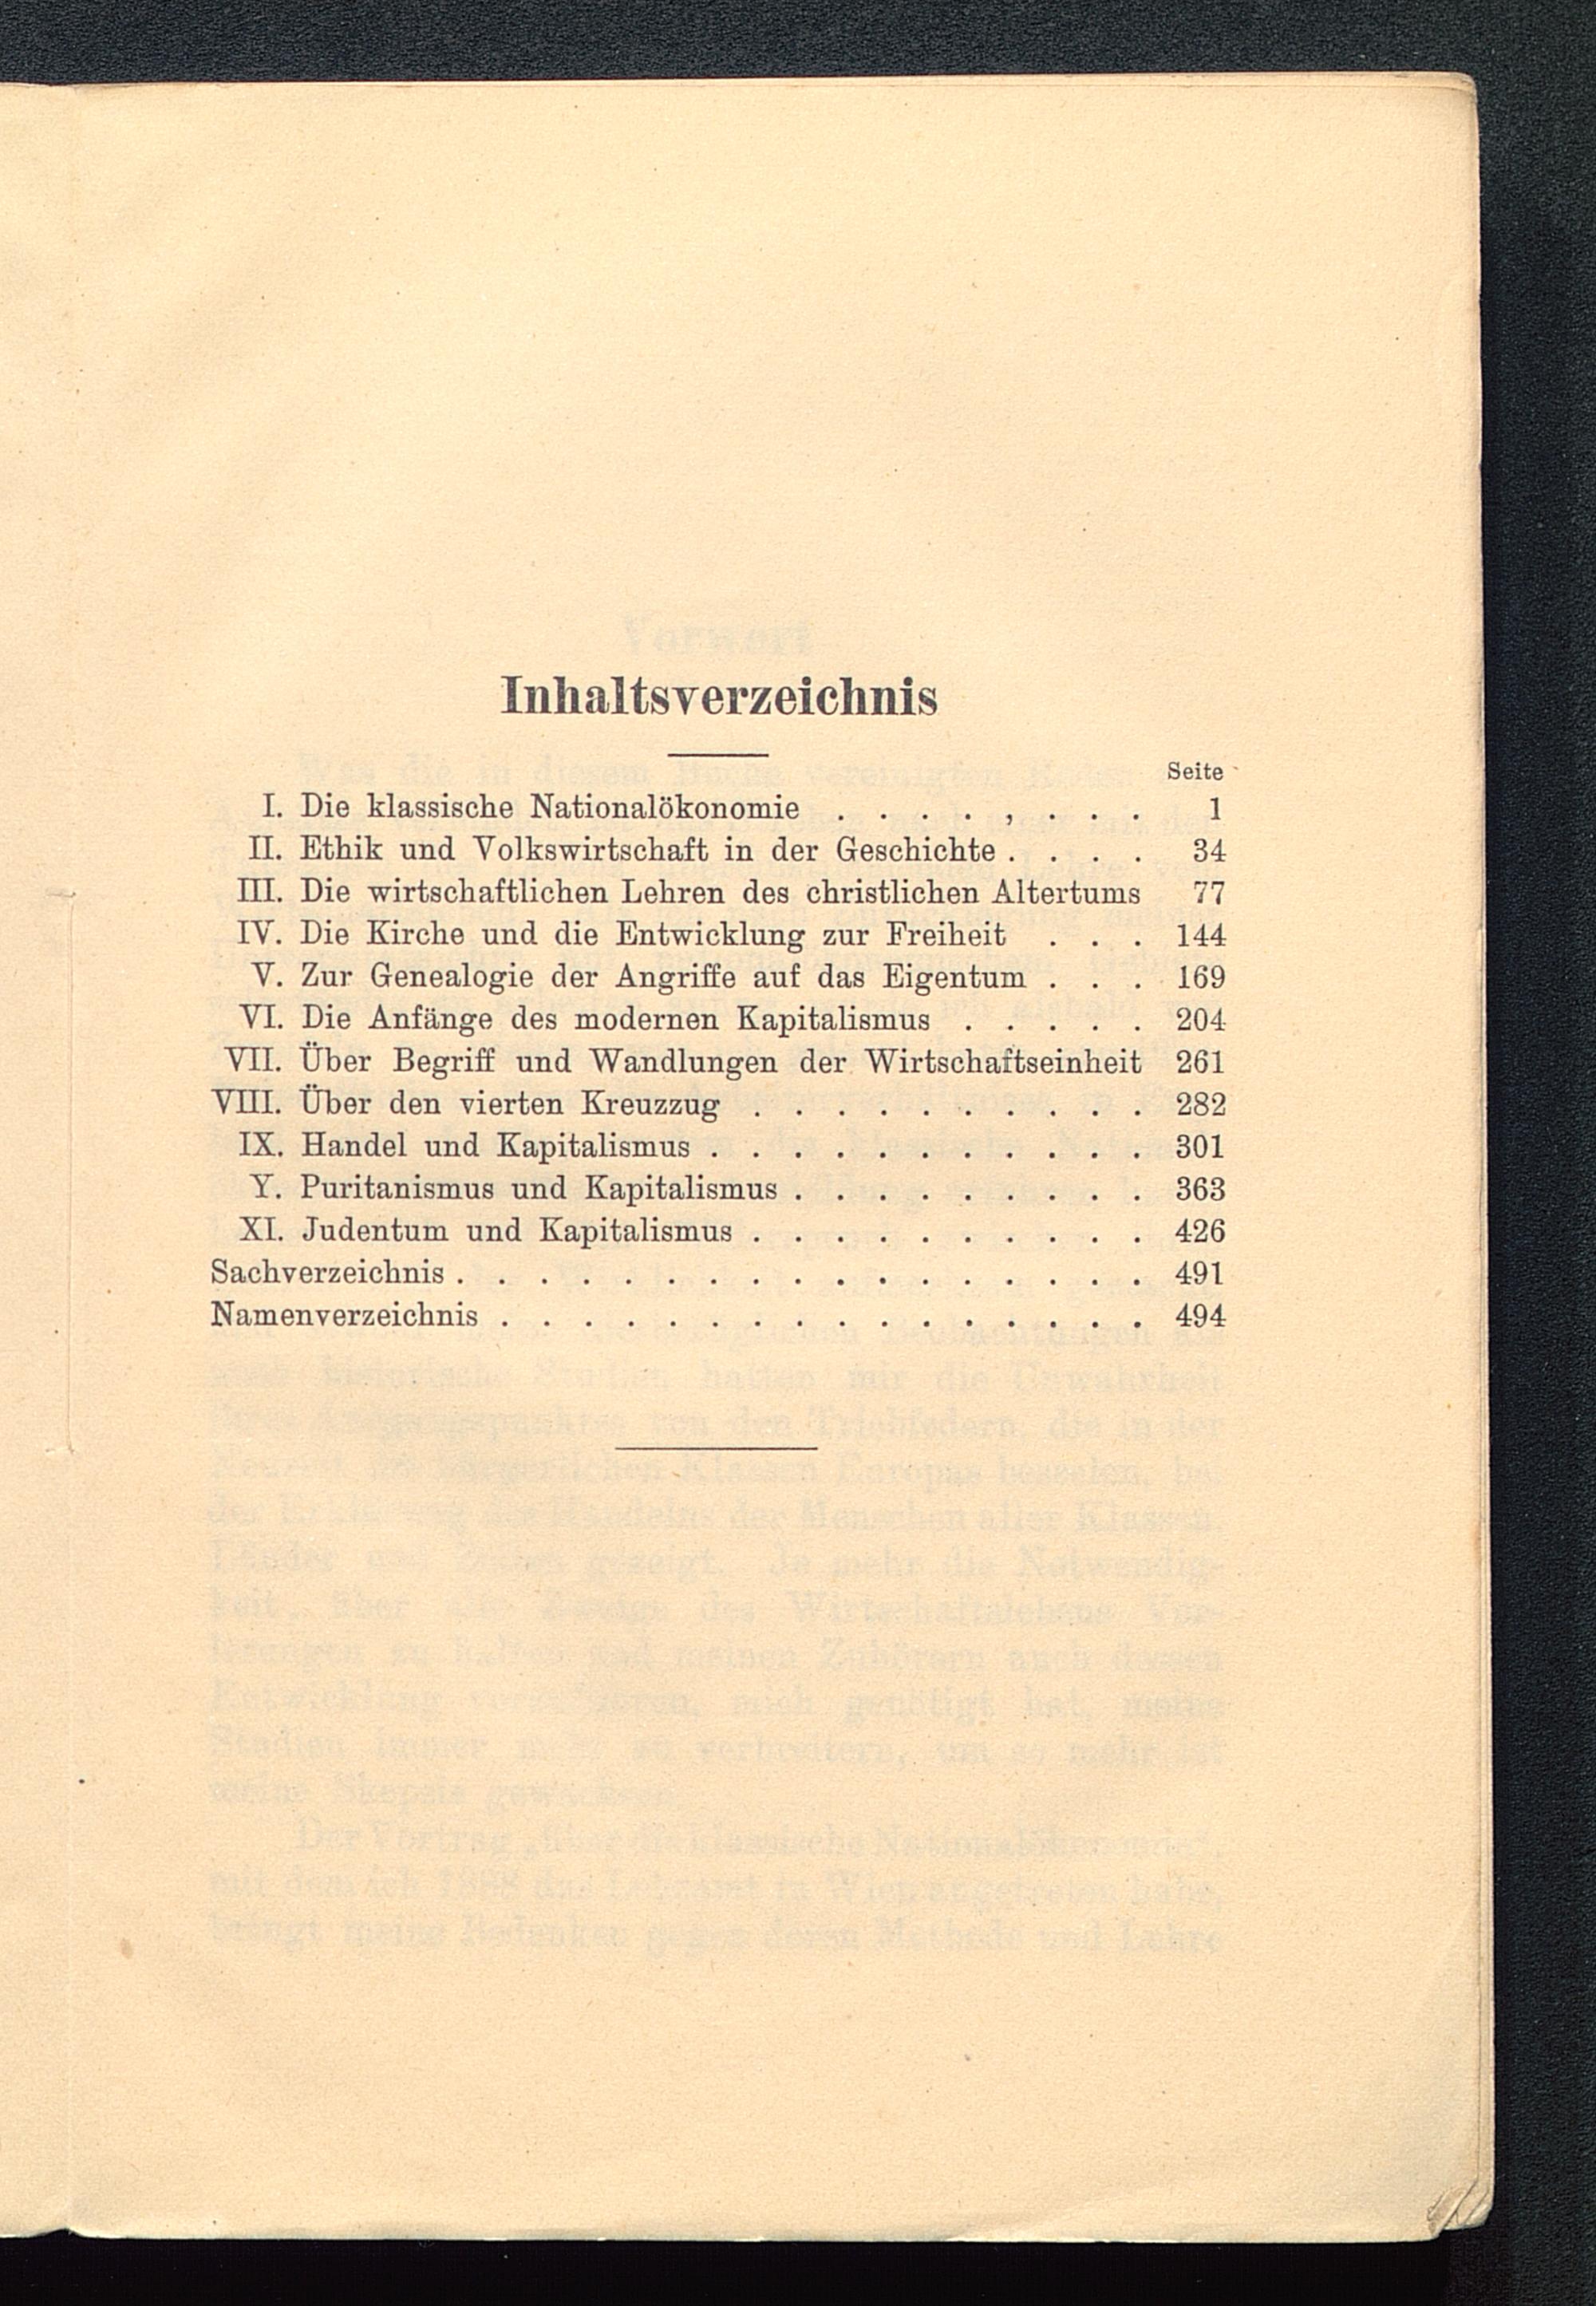 Inhaltsverzeichnis
Seite
I. Die klassische Nationalökonomie . . . . , . . . 1
II. Ethik und Volkswirtschaft in der Geschichte . . . . 34
III. Die wirtschaftlichen Lehren des christlichen Altertums 77
IV. Die Kirche und die Entwicklung zur Freiheit . . . 144
V. Zur Genealogie der Angriffe auf das Eigentum . . . 169
VI. Die Anfänge des modernen Kapitalismus . . . . . 204
VII. Über Begriff und Wandlungen der Wirtschaftseinheit 261
VIII. Über den vierten Kreuzzug . . . . . . . . . . 282
IX. Handel und Kapitalismus . . . . . . . . . . . 301
Y. Puritanismus und Kapitalismus . . . . . . . . . 363
XI. Judentum und Kapitalismus . . . . . . . . . . 426
Sachverzeichnis . . . . . . . . . . . . . . . . . 491
Namenverzeichnis . . . . . . . . . . . . . . . . 494